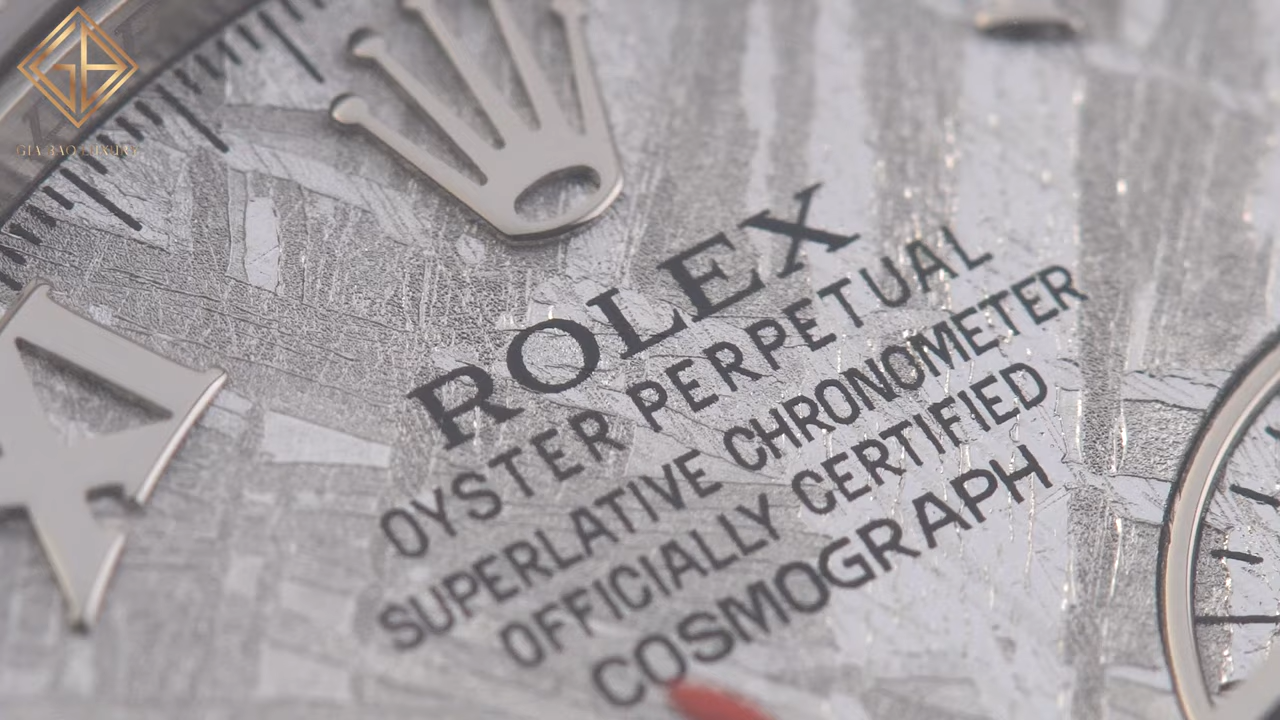 ROLEX
OYSTER PERPETUAL
SUPERLATIVE CHRONOMETER
OFFICIALLY CERTIFIED
COSMOGRAPH